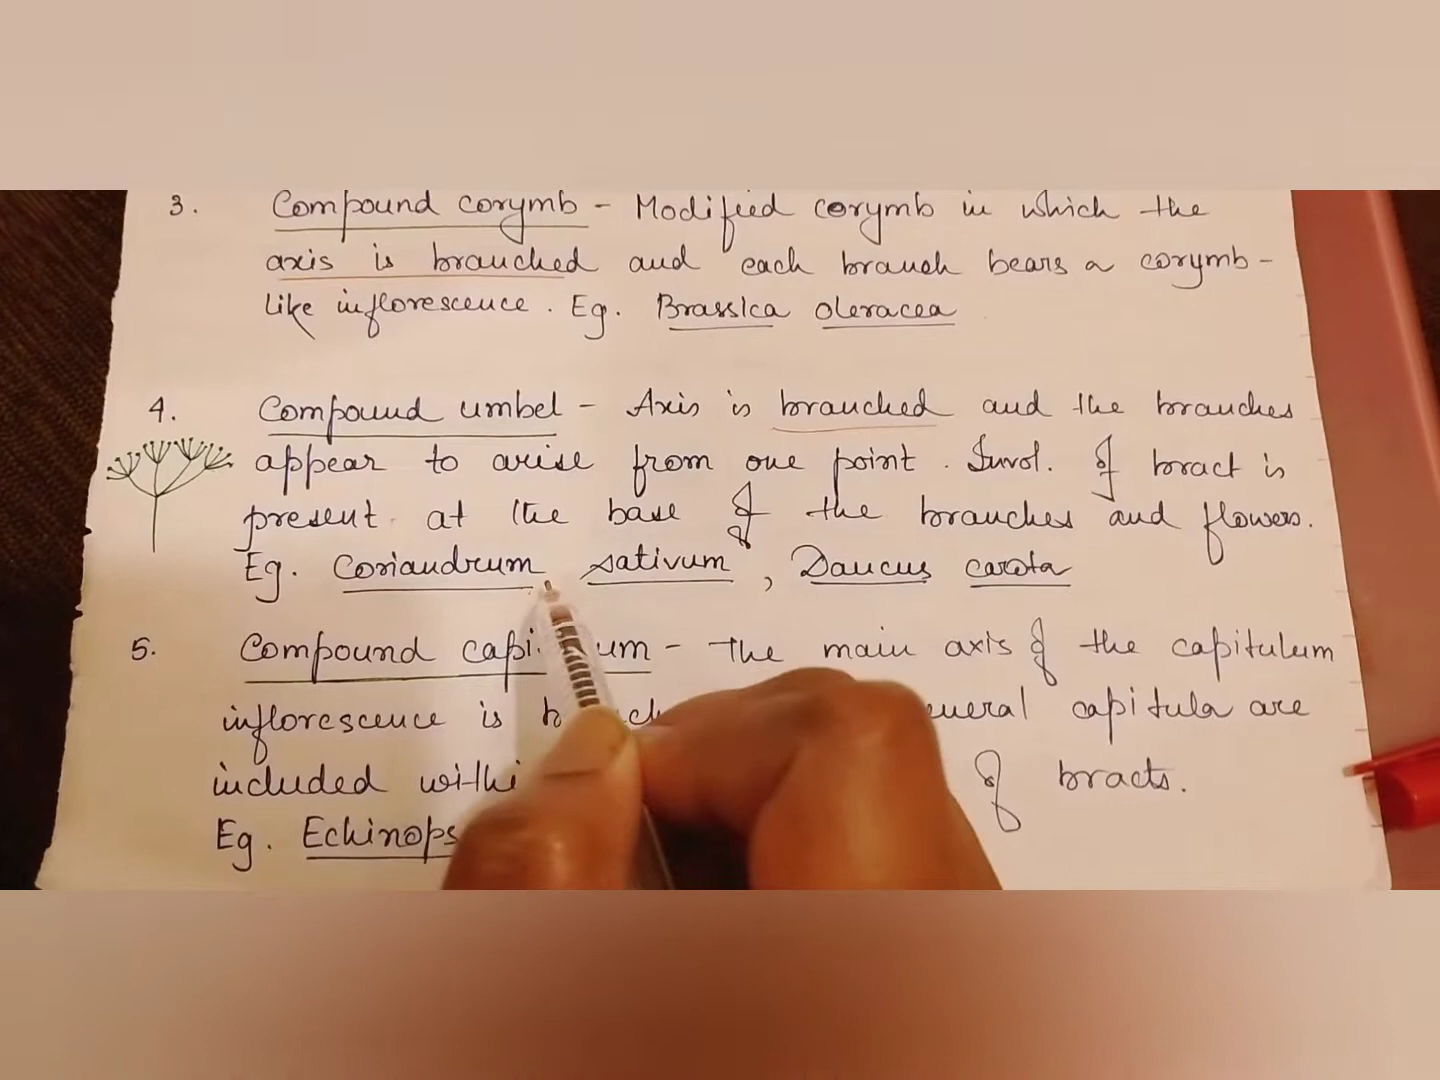 3. Compound corymb - Modified corymb in which the
axis is branched and each branch bears a corymb-
like inflorescence. Eg. Brassica oleracea
4. Compound umbel - Axis is branched and the branches
appear to arise from one point. Invol. of bract is
present at the base of the branches and flowers.
Eg. Coriandrum sativum, Daucus carota
5. Compound capi um - The main axis of the capitulum
inflorescence is capitula are
included of bracts.
Eg. Echinops